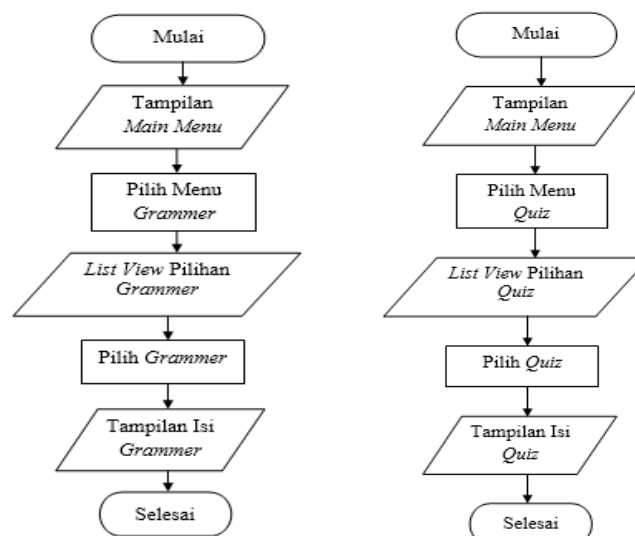 Mulai
Tampilan
Main Menu
Pilih Menu
Grammer
List View Pilihan
Grammer
Pilih Grammer
Tampilan Isi
Grammer
Selesai
Mulai
Tampilan
Main Menu
Pilih Menu
Quiz
List View Pilihan
Quiz
Pilih Quiz
Tampilan Isi
Quiz
Selesai